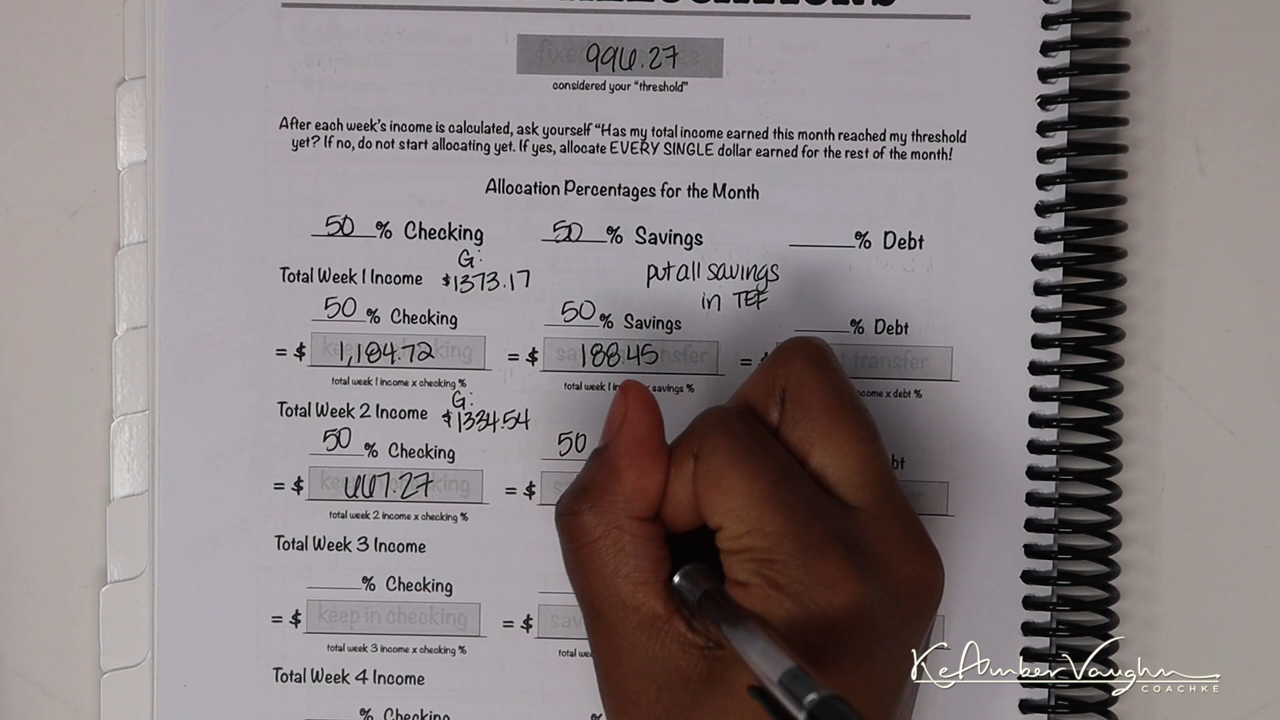 996.27
considered your "threshold"
After each week's income is calculated, ask yourself "Has my total income earned this month reached my threshold
yet? If no, do not start allocating yet. If yes, allocate EVERY SINGLE dollar earned for the rest of the month!
Allocation Percentages for the Month
50 % Checking 50 % Savings % Debt
G:
Total Week 1 Income $1373.17 put all savings
in TEF
50 % Checking 50 % Savings % Debt
= $ 1,184.72 = $ 188.45 = transfer
total week 1 income x checking % total week 1 x savings % x debt %
G:
Total Week 2 Income $1334.54
50 % Checking 50
= $ 667.27 = $
total week 2 income x checking %
Total Week 3 Income
% Checking
= $ keep in checking = $
total week 3 income x checking %
Total Week 4 Income
% Checking %
KeAmber Vaughn
COACHKE